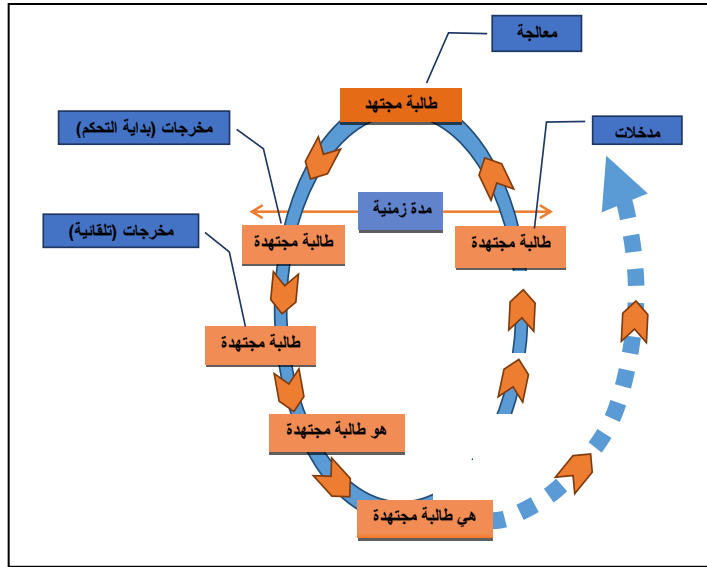 معالجة
طالبة مجتهد
مخرجات (بداية التحكم)
مدخلات
مدة زمنية
مخرجات (تلقائية)
طالبة مجتهدة
طالبة مجتهدة
طالبة مجتهدة
هو طالبة مجتهدة
هي طالبة مجتهدة